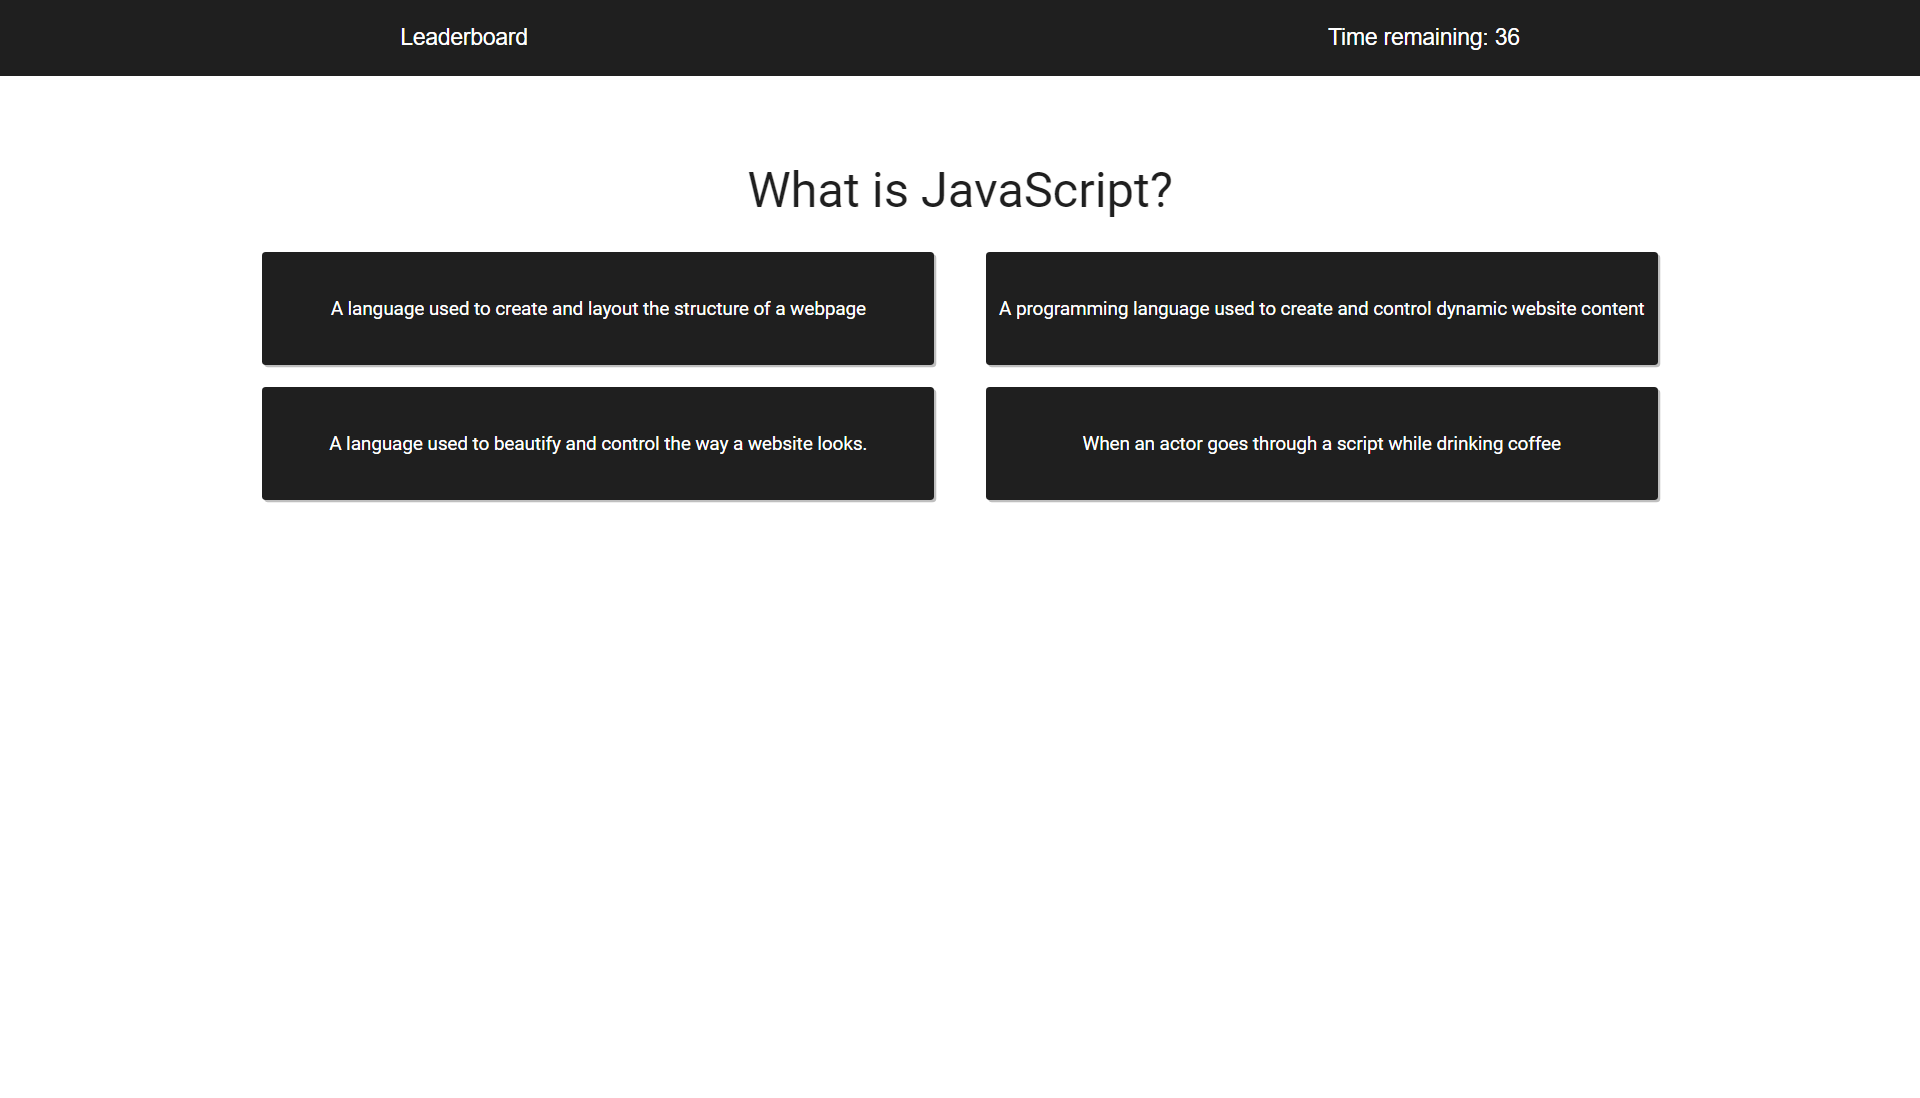 Leaderboard
Time remaining: 36
What is JavaScript?
A language used to create and layout the structure of a webpage
A programming language used to create and control dynamic website content
A language used to beautify and control the way a website looks.
When an actor goes through a script while drinking coffee